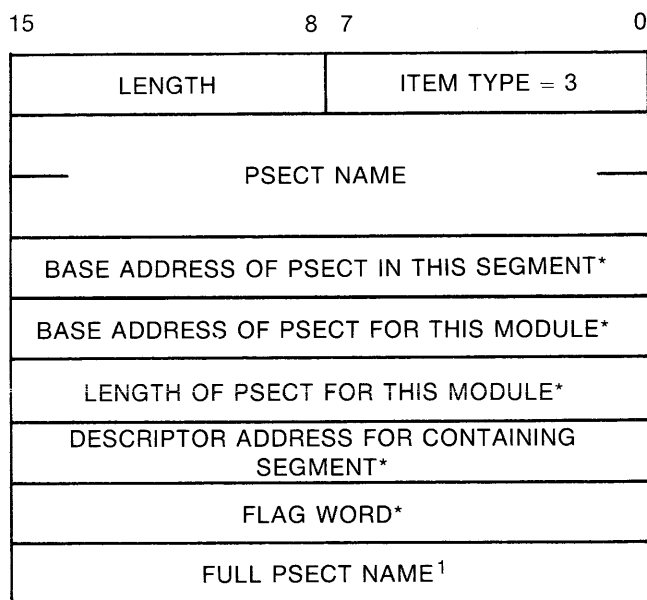 15 8 7 0
LENGTH ITEM TYPE = 3
PSECT NAME
BASE ADDRESS OF PSECT IN THIS SEGMENT*
BASE ADDRESS OF PSECT FOR THIS MODULE*
LENGTH OF PSECT FOR THIS MODULE*
DESCRIPTOR ADDRESS FOR CONTAINING
SEGMENT*
FLAG WORD*
FULL PSECT NAME¹